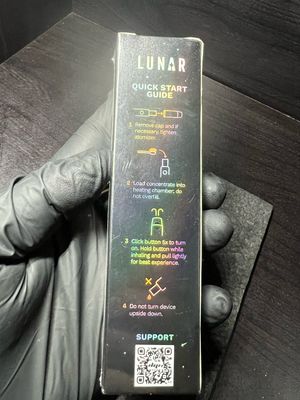 LUNAR
QUICK START
GUIDE
1 Remove cap and if
necessary, tighten
atomizer.
2 Load concentrate into
heating chamber, do
not overfill.
3 Click button 5x to turn
on. Hold button while
inhaling and pull lightly
for best experience.
4 Do not turn device
upside down.
SUPPORT